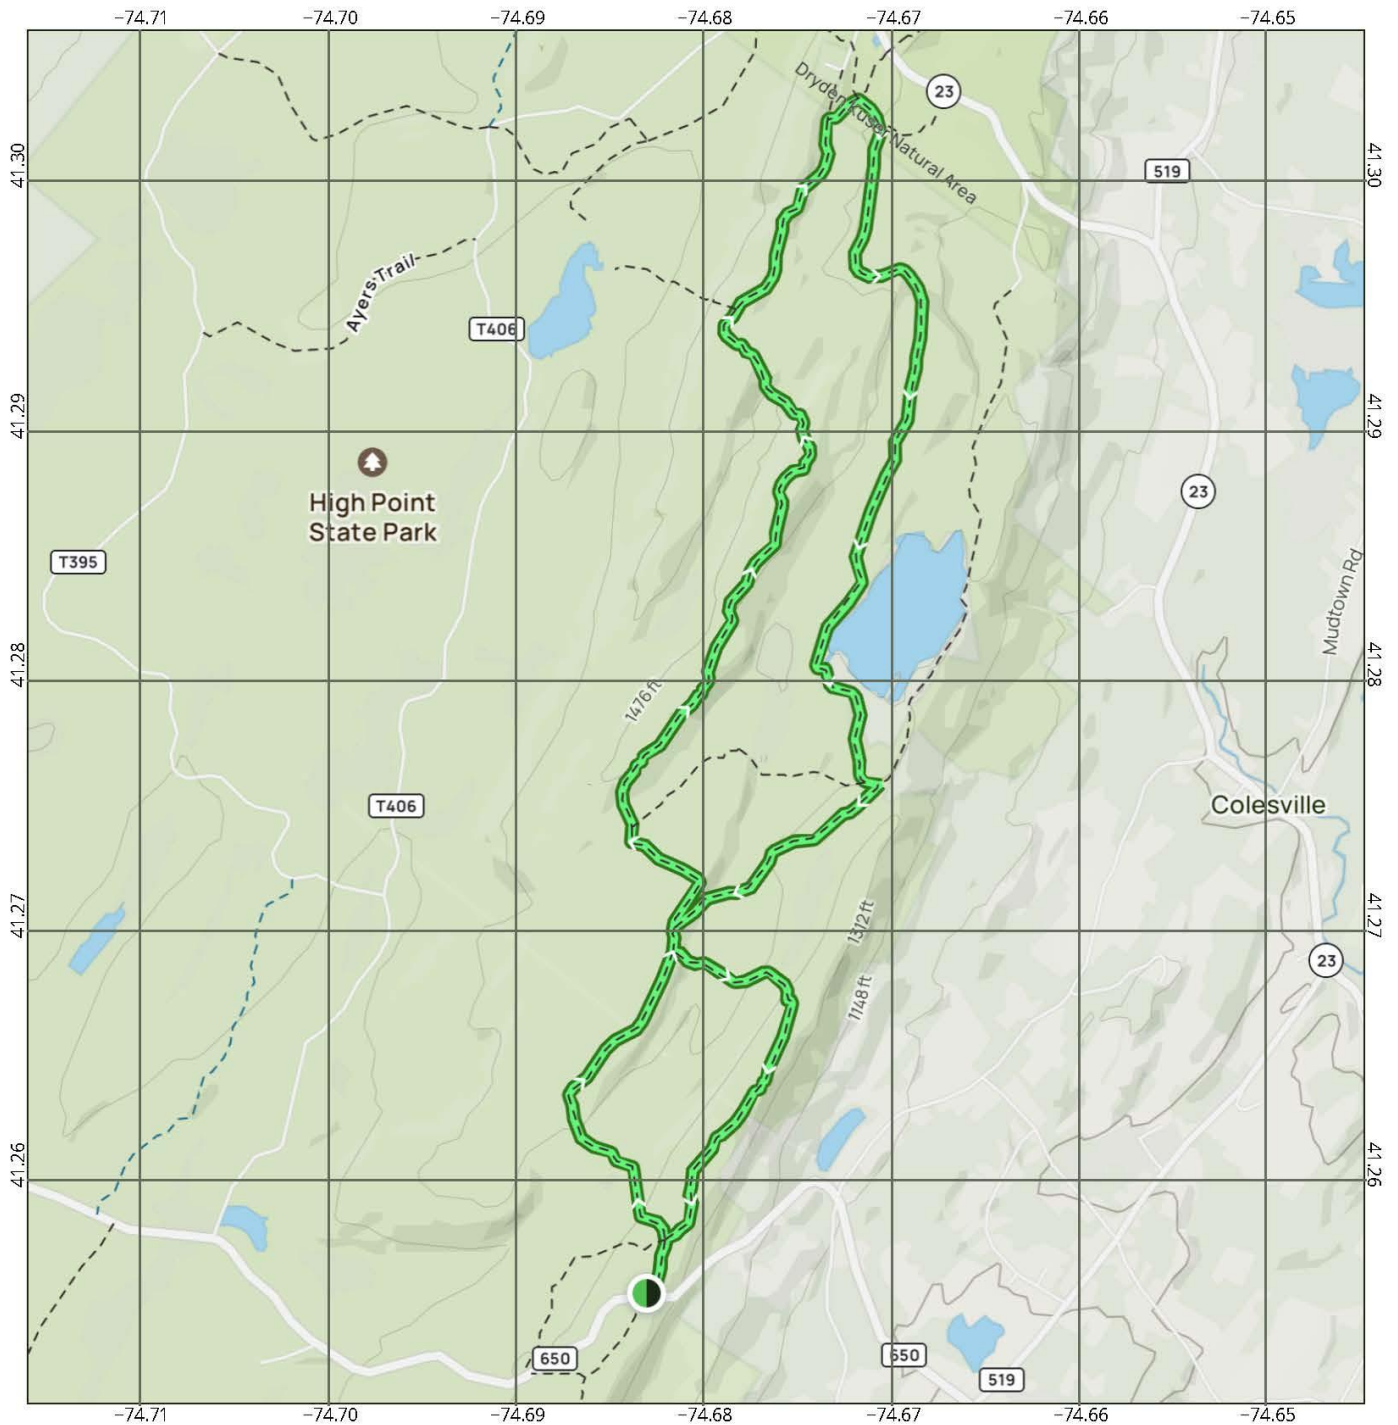 −74.71
−74.70
−74.69
−74.68
−74.67
−74.66
−74.65
Dryden Kuser Natural Area
23
41.30
519
41.30
Ayers Trail
T406
41.29
41.29
High Point
State Park
23
T395
Mudtown Rd
41.28
41.28
1476 ft
T406
Colesville
41.27
1312 ft
41.27
23
1148 ft
41.26
41.26
650
650
519
−74.71
−74.70
−74.69
−74.68
−74.67
−74.66
−74.65